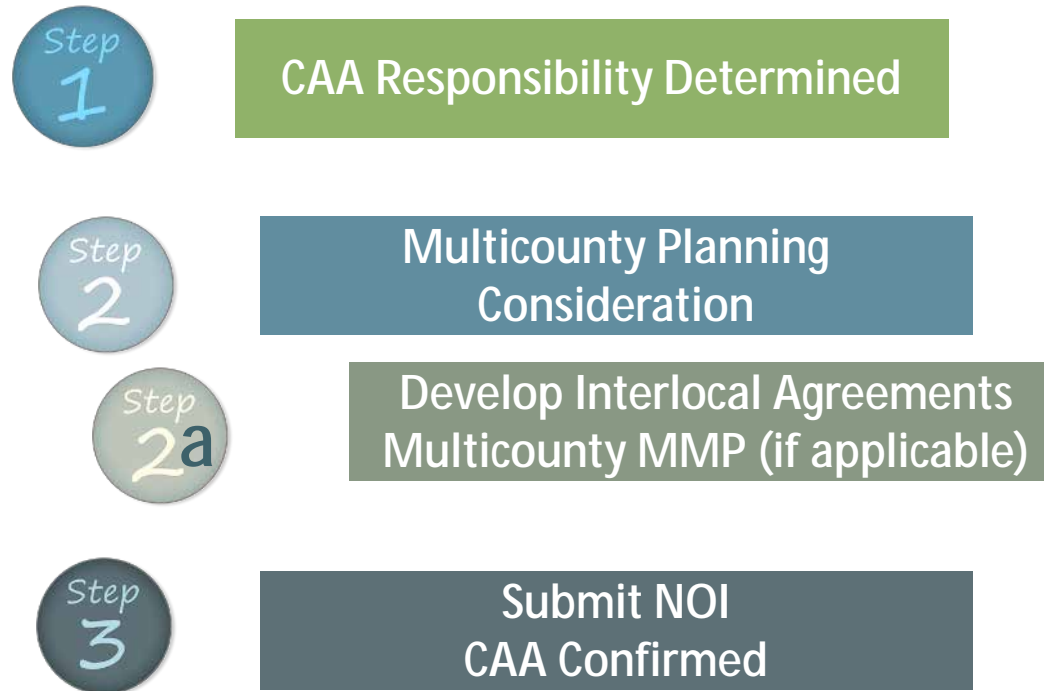 Step
1
CAA Responsibility Determined
Step
2
Multicounty Planning
Consideration
Step
2a
Develop Interlocal Agreements
Multicounty MMP (if applicable)
Step
3
Submit NOI
CAA Confirmed